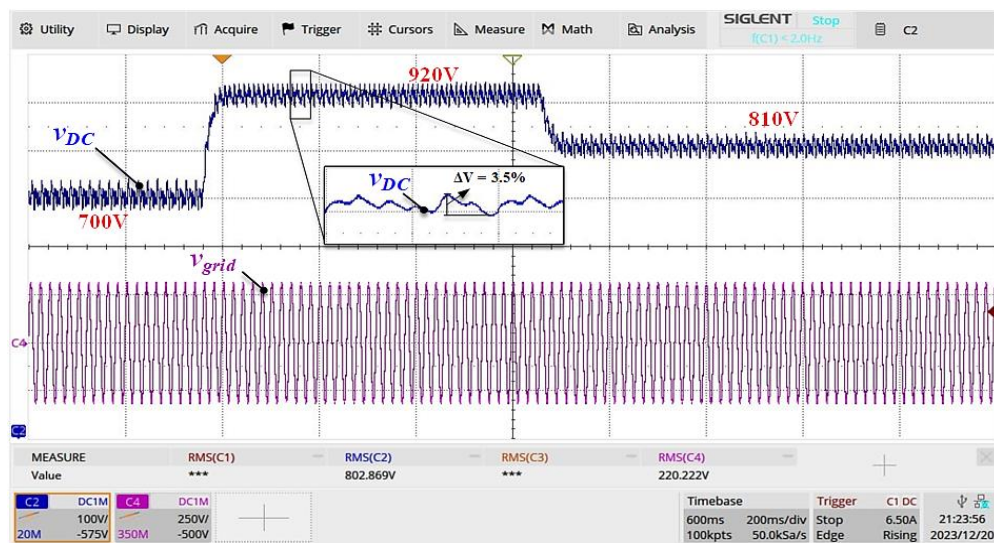 Utility Display Acquire Trigger Cursors Measure Math Analysis SIGLENT Stop C2
f(C1) < 2.0Hz
920V
810V
vDC
vDC ΔV = 3.5%
700V
vgrid
C4
C2
MEASURE RMS(C1) RMS(C2) RMS(C3) RMS(C4)
Value *** 802.869V *** 220.222V
C2 DC1M C4 DC1M Timebase Trigger C1 DC
100V/ 250V/ 600ms 200ms/div Stop 6.50A 21:23:56
20M -575V 350M -500V 100kpts 50.0kSa/s Edge Rising 2023/12/20